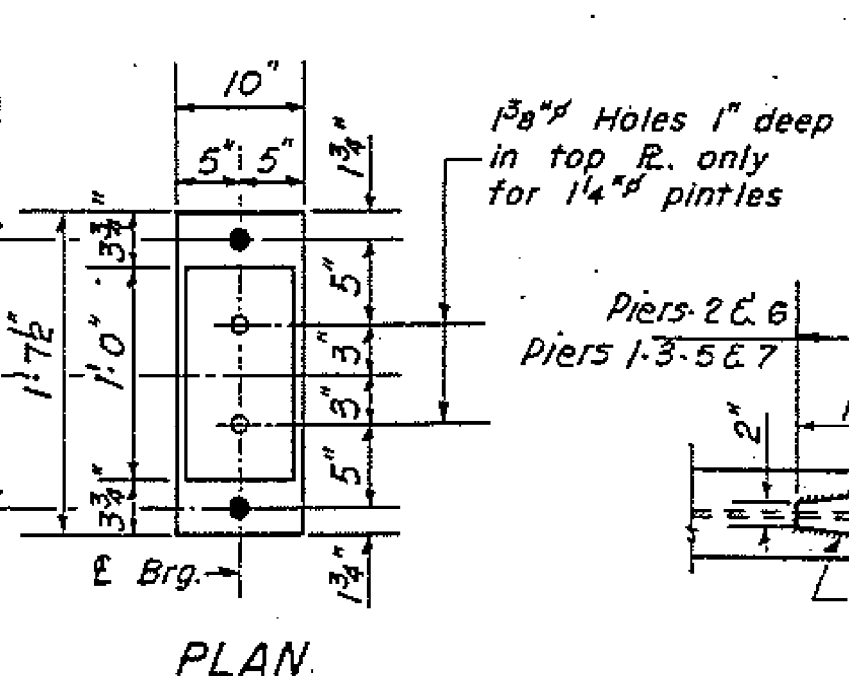 10"
5" 5"
1¾"
1⅜"ø Holes 1" deep
in top ℞. only
for 1¼"ø pintles
3¾"
5"
1'-7½"
1'-0"
3"
3"
5"
3¾"
1¾"
Piers 2 & 6
Piers 1-3-5 & 7
2"
℄ Brg.
PLAN.